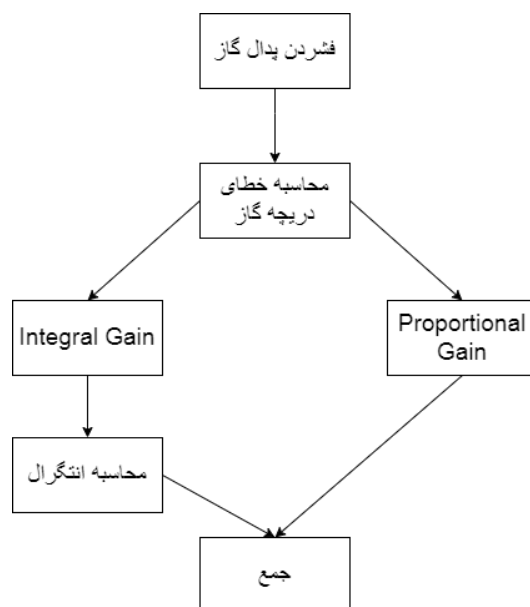 فشردن پدال گاز
محاسبه خطای
دریچه گاز
Integral Gain
Proportional
Gain
محاسبه انتگرال
جمع